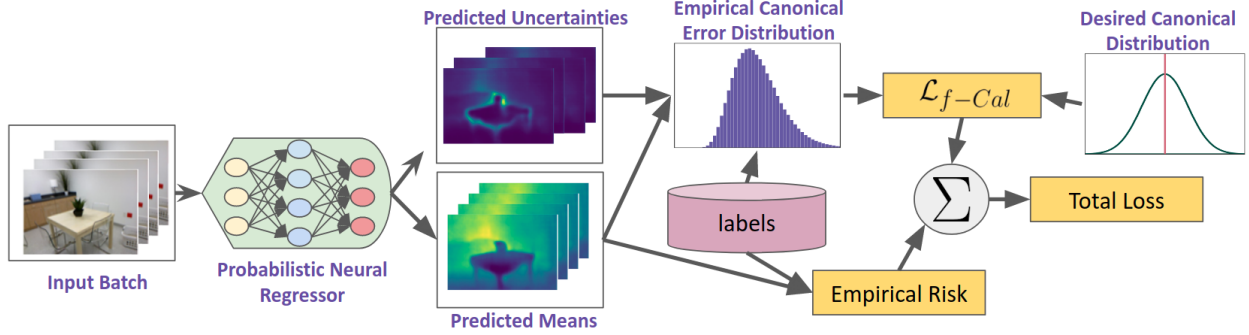 Predicted Uncertainties
Empirical Canonical
Error Distribution
Desired Canonical
Distribution
ℒ_{f−Cal}
Σ
labels
Total Loss
Input Batch
Probabilistic Neural
Regressor
Predicted Means
Empirical Risk